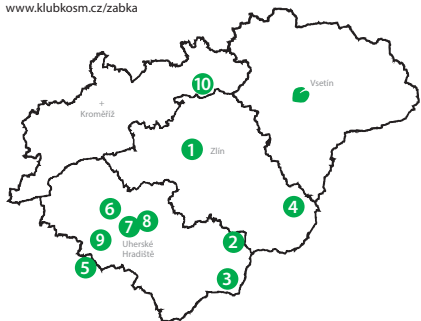 www.klubkosm.cz/zabka
Vsetín
10
+
Kroměříž
1
Zlín
4
6
7
8
9
2
Uherské
Hradiště
5
3